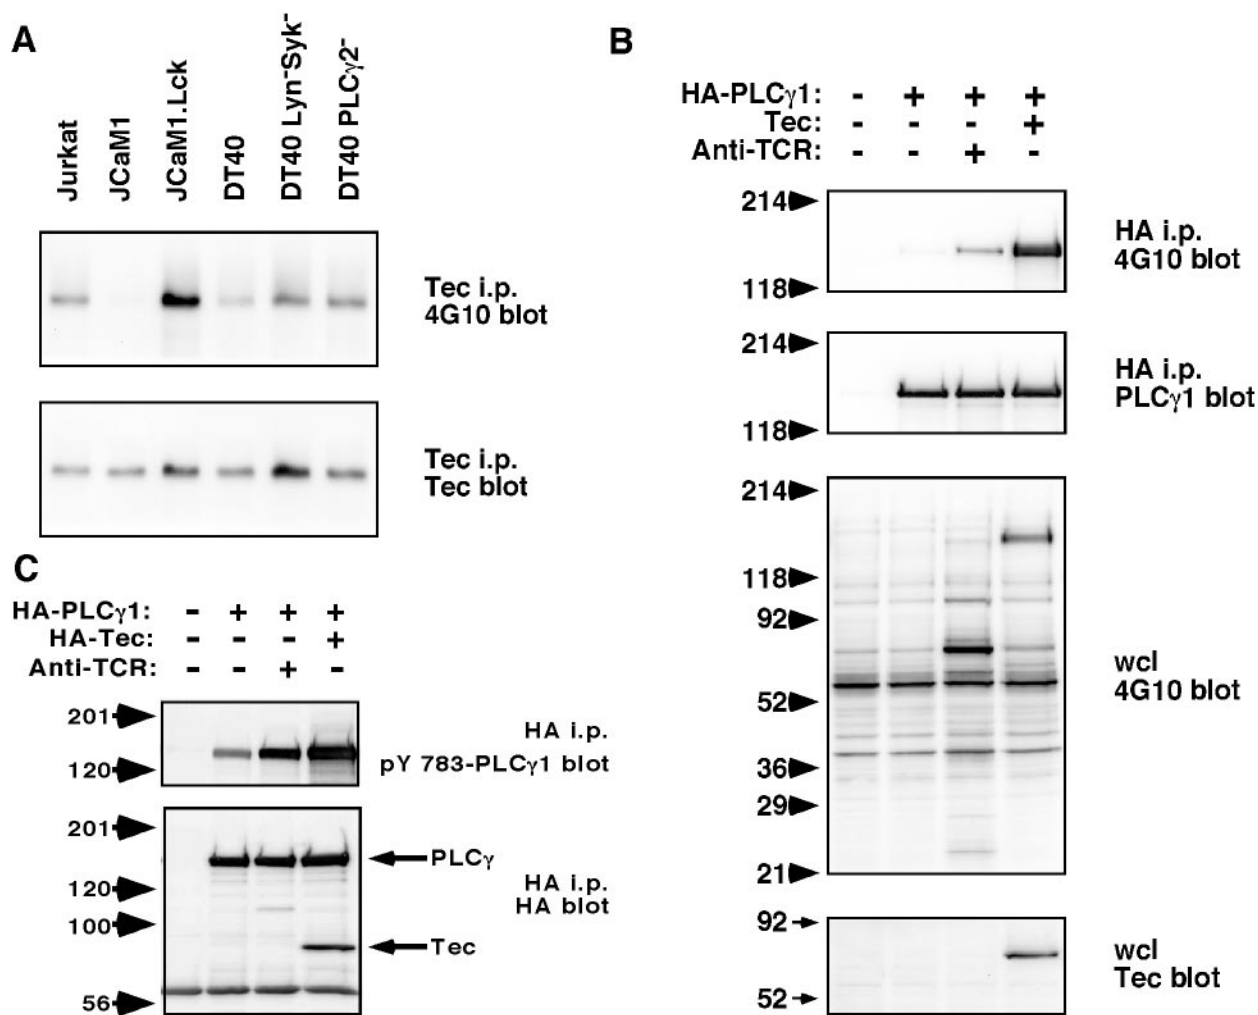 A
Jurkat
JCaM1
JCaM1.Lck
DT40
DT40 Lyn⁻Syk⁻
DT40 PLCγ2⁻
Tec i.p.
4G10 blot
Tec i.p.
Tec blot
B
HA-PLCγ1: - + + +
Tec: - - - +
Anti-TCR: - - + -
214
118
HA i.p.
4G10 blot
214
118
HA i.p.
PLCγ1 blot
214
118
92
52
36
29
21
wcl
4G10 blot
92
52
wcl
Tec blot
C
HA-PLCγ1: - + + +
HA-Tec: - - - +
Anti-TCR: - - + -
201
120
HA i.p.
pY 783-PLCγ1 blot
201
120
100
56
PLCγ
HA i.p.
HA blot
Tec